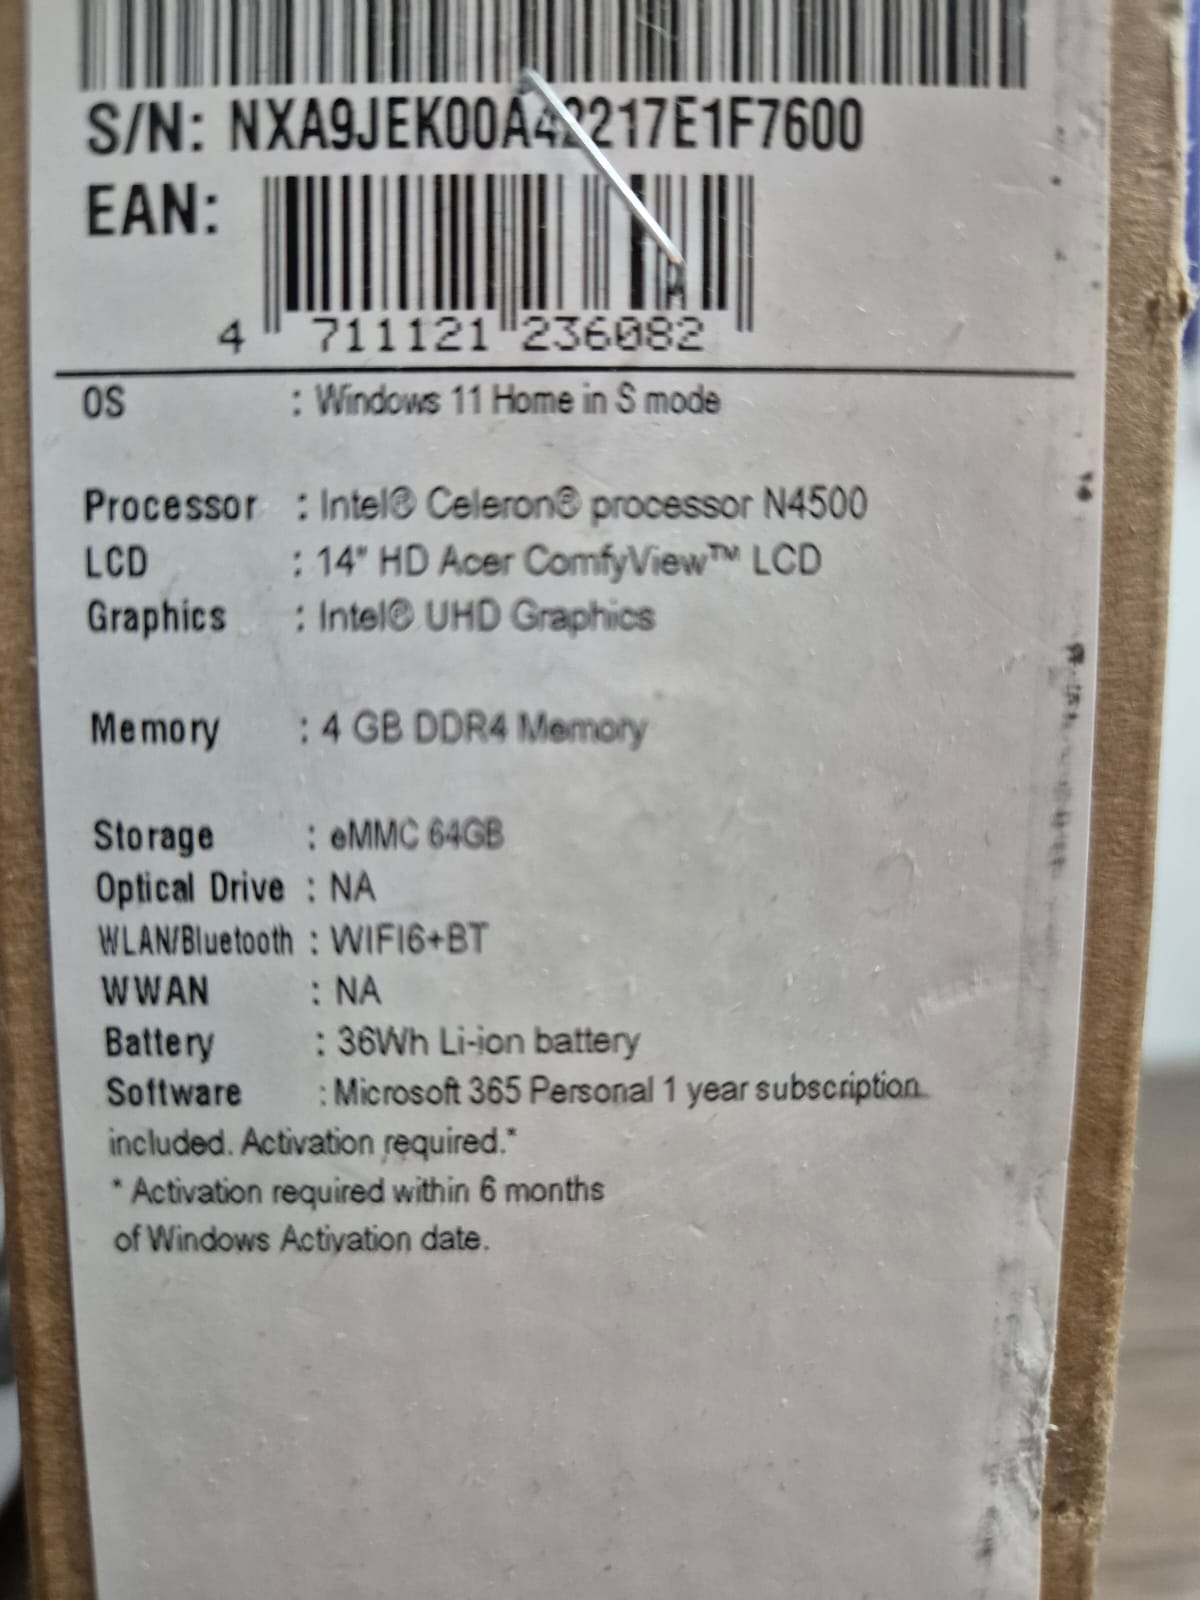 S/N: NXA9JEK00A42217E1F7600
EAN:
4 711121 236082
OS : Windows 11 Home in S mode
Processor : Intel® Celeron® processor N4500
LCD : 14" HD Acer ComfyView™ LCD
Graphics : Intel® UHD Graphics
Memory : 4 GB DDR4 Memory
Storage : eMMC 64GB
Optical Drive : NA
WLAN/Bluetooth : WIFI6+BT
WWAN : NA
Battery : 36Wh Li-ion battery
Software : Microsoft 365 Personal 1 year subscription
included. Activation required.*
* Activation required within 6 months
of Windows Activation date.